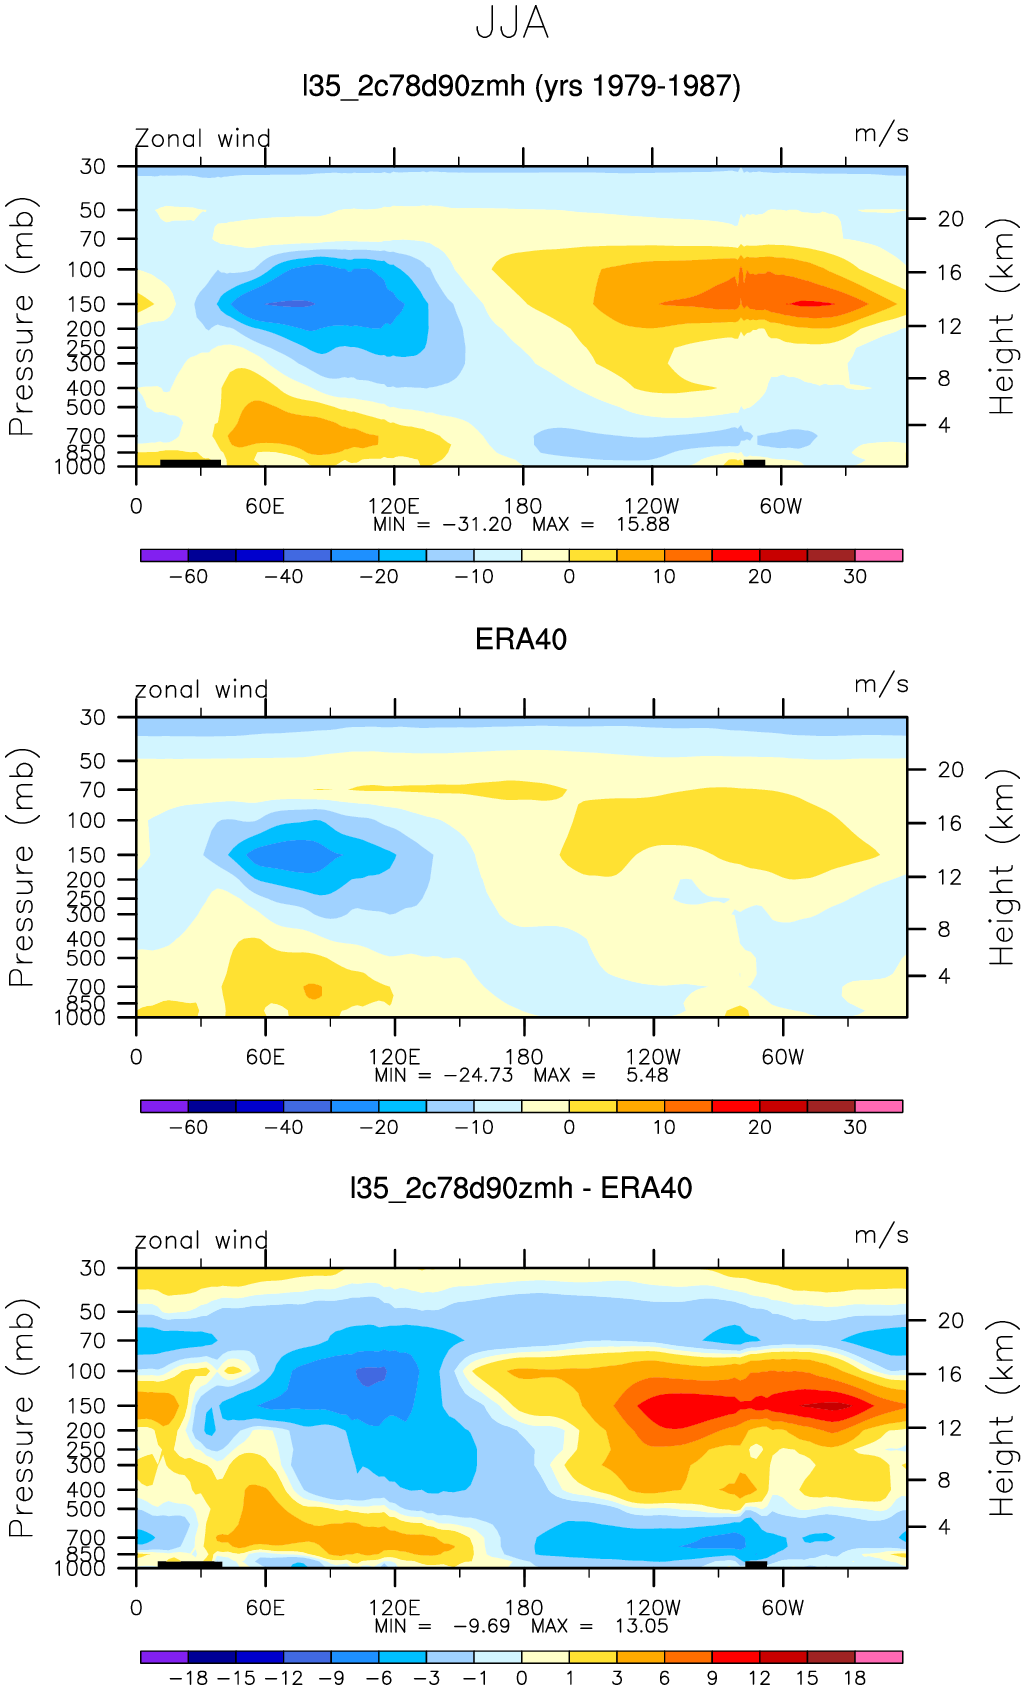 JJA
l35_2c78d90zmh (yrs 1979-1987)
Zonal wind m/s
30
50
70
100
150
200
250
300
400
500
700
850
1000
Pressure (mb)
20
16
12
8
4
Height (km)
0 60E 120E 180 120W 60W
MIN = -31.20 MAX = 15.88
-60 -40 -20 -10 0 10 20 30
ERA40
zonal wind m/s
30
50
70
100
150
200
250
300
400
500
700
850
1000
Pressure (mb)
20
16
12
8
4
Height (km)
0 60E 120E 180 120W 60W
MIN = -24.73 MAX = 5.48
-60 -40 -20 -10 0 10 20 30
l35_2c78d90zmh - ERA40
zonal wind m/s
30
50
70
100
150
200
250
300
400
500
700
850
1000
Pressure (mb)
20
16
12
8
4
Height (km)
0 60E 120E 180 120W 60W
MIN = -9.69 MAX = 13.05
-18 -15 -12 -9 -6 -3 -1 0 1 3 6 9 12 15 18